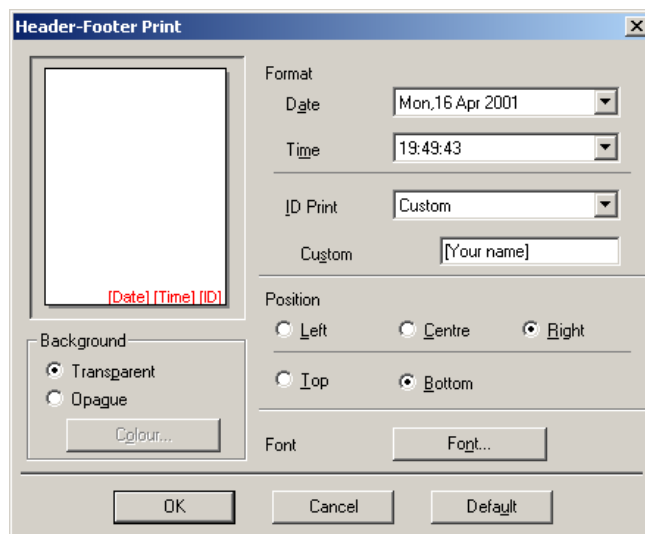 Header-Footer Print
Format
Date Mon,16 Apr 2001
Time 19:49:43
ID Print Custom
Custom [Your name]
[Date] [Time] [ID]
Position
Left Centre Right
Top Bottom
Background
Transparent
Opague
Colour...
Font Font...
OK Cancel Default